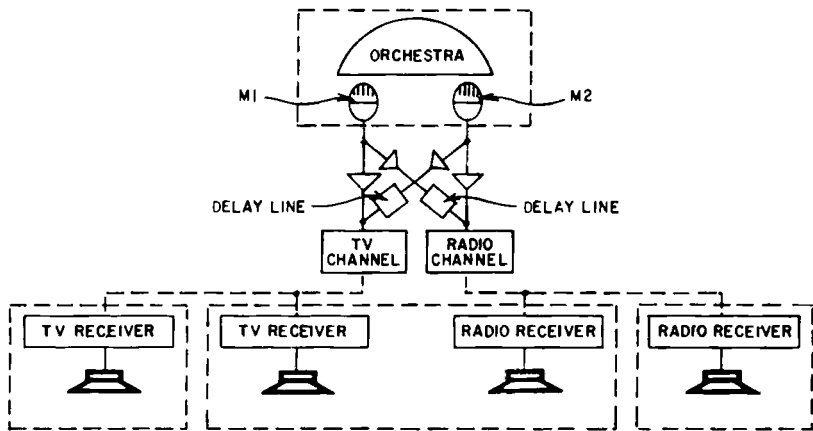 ORCHESTRA
M1
M2
DELAY LINE
DELAY LINE
TV
CHANNEL
RADIO
CHANNEL
TV RECEIVER
TV RECEIVER
RADIO RECEIVER
RADIO RECEIVER